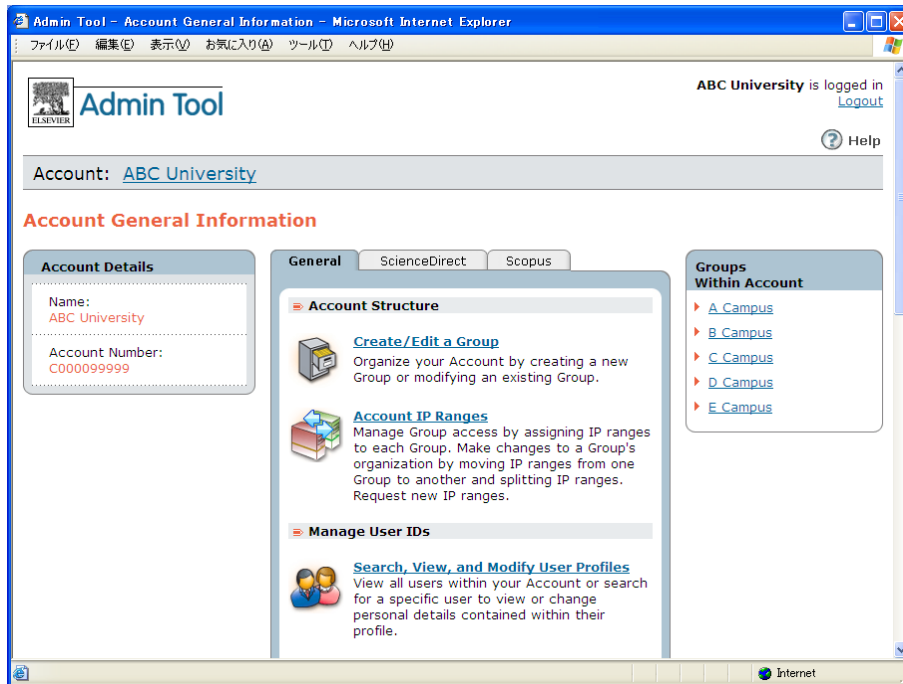 Admin Tool - Account General Information - Microsoft Internet Explorer
ファイル(F) 編集(E) 表示(V) お気に入り(A) ツール(T) ヘルプ(H)
ELSEVIER
Admin Tool
ABC University is logged in
Logout
? Help
Account: ABC University
Account General Information
Account Details
Name:
ABC University
Account Number:
C000099999
General ScienceDirect Scopus
Account Structure
Create/Edit a Group
Organize your Account by creating a new
Group or modifying an existing Group.
Account IP Ranges
Manage Group access by assigning IP ranges
to each Group. Make changes to a Group's
organization by moving IP ranges from one
Group to another and splitting IP ranges.
Request new IP ranges.
Manage User IDs
Search, View, and Modify User Profiles
View all users within your Account or search
for a specific user to view or change
personal details contained within their
profile.
Groups
Within Account
A Campus
B Campus
C Campus
D Campus
E Campus
Internet